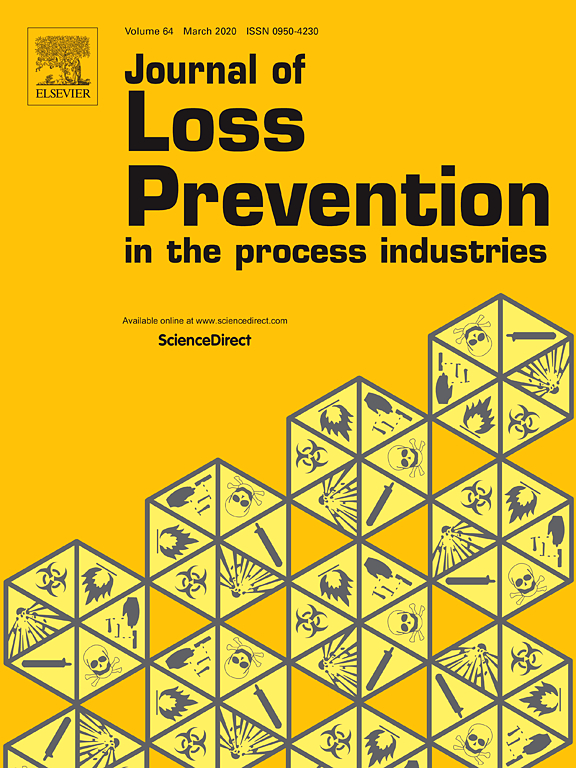 Volume 64 March 2020 ISSN 0950-4230
ELSEVIER
Journal of
Loss
Prevention
in the process industries
Available online at www.sciencedirect.com
ScienceDirect